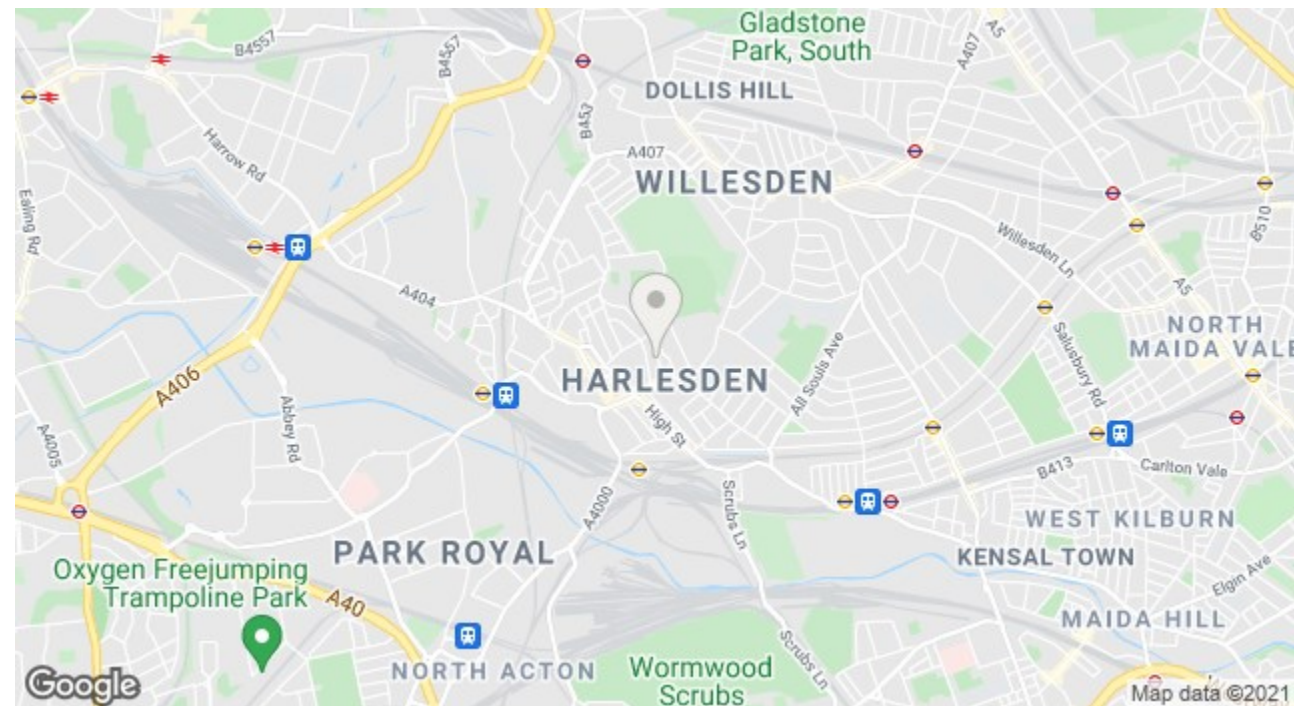 Gladstone
Park, South
A5
A407
B4557
B4557
DOLLIS HILL
B453
A407
Harrow Rd
WILLESDEN
Ealing Rd
B510
Willesden Ln
A404
A5
NORTH
MAIDA VALE
Salusbury Rd
All Souls Ave
HARLESDEN
A406
Abbey Rd
High St
A4005
B413
Carlton Vale
Scrubs Ln
A4000
WEST KILBURN
PARK ROYAL
KENSAL TOWN
Oxygen Freejumping
Trampoline Park
A40
Elgin Ave
MAIDA HILL
Scrubs Ln
NORTH ACTON
Wormwood
Scrubs
Google
Map data ©2021